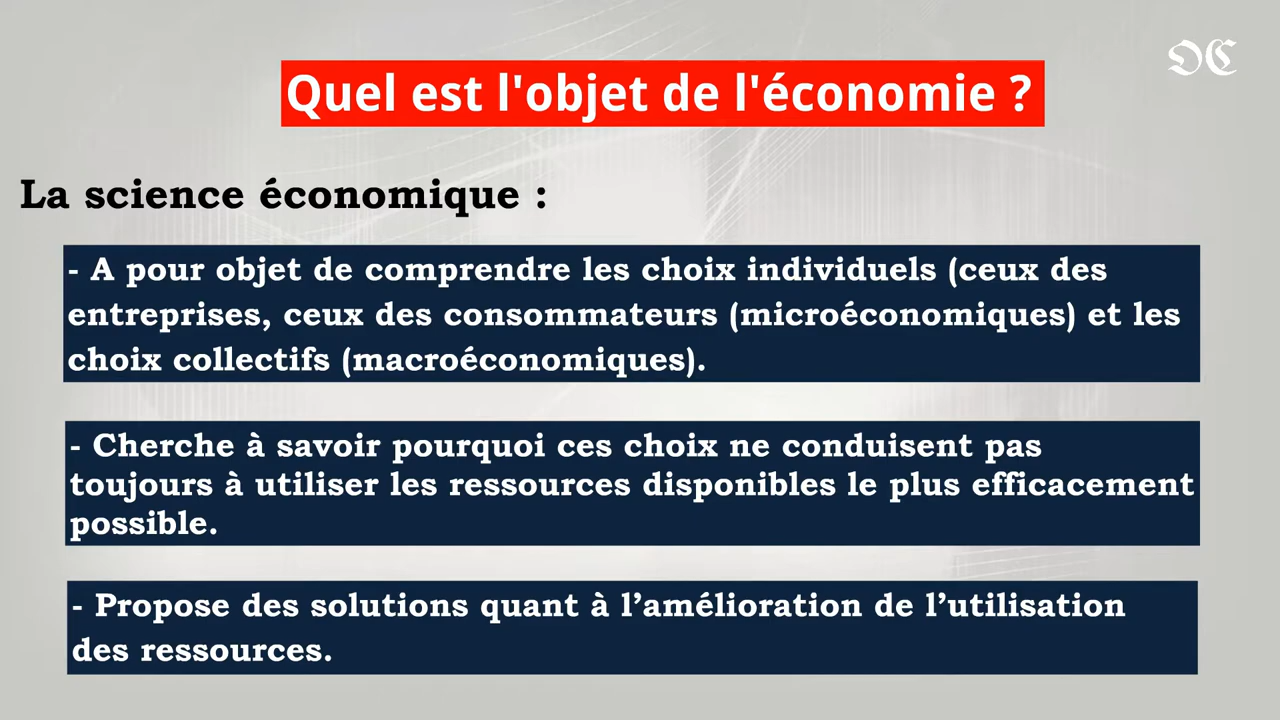 OC
Quel est l'objet de l'économie ?
La science économique :
- A pour objet de comprendre les choix individuels (ceux des
entreprises, ceux des consommateurs (microéconomiques) et les
choix collectifs (macroéconomiques).
- Cherche à savoir pourquoi ces choix ne conduisent pas
toujours à utiliser les ressources disponibles le plus efficacement
possible.
- Propose des solutions quant à l’amélioration de l’utilisation
des ressources.